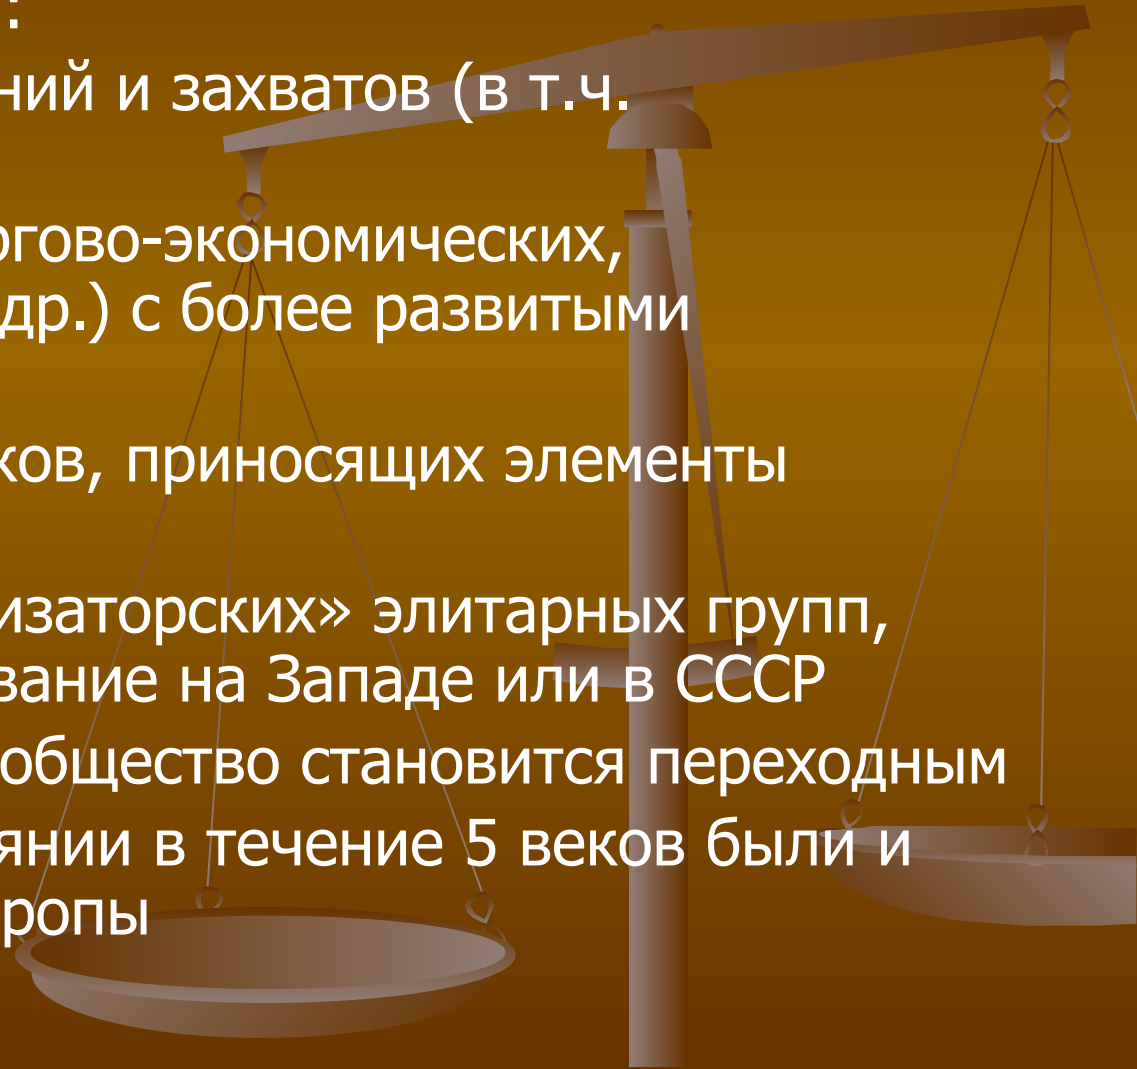 :
ний и захватов (в т.ч.
ргово-экономических,
др.) с более развитыми
ков, приносящих элементы
изаторских» элитарных групп,
вание на Западе или в СССР
общество становится переходным
янии в течение 5 веков были и
ропы